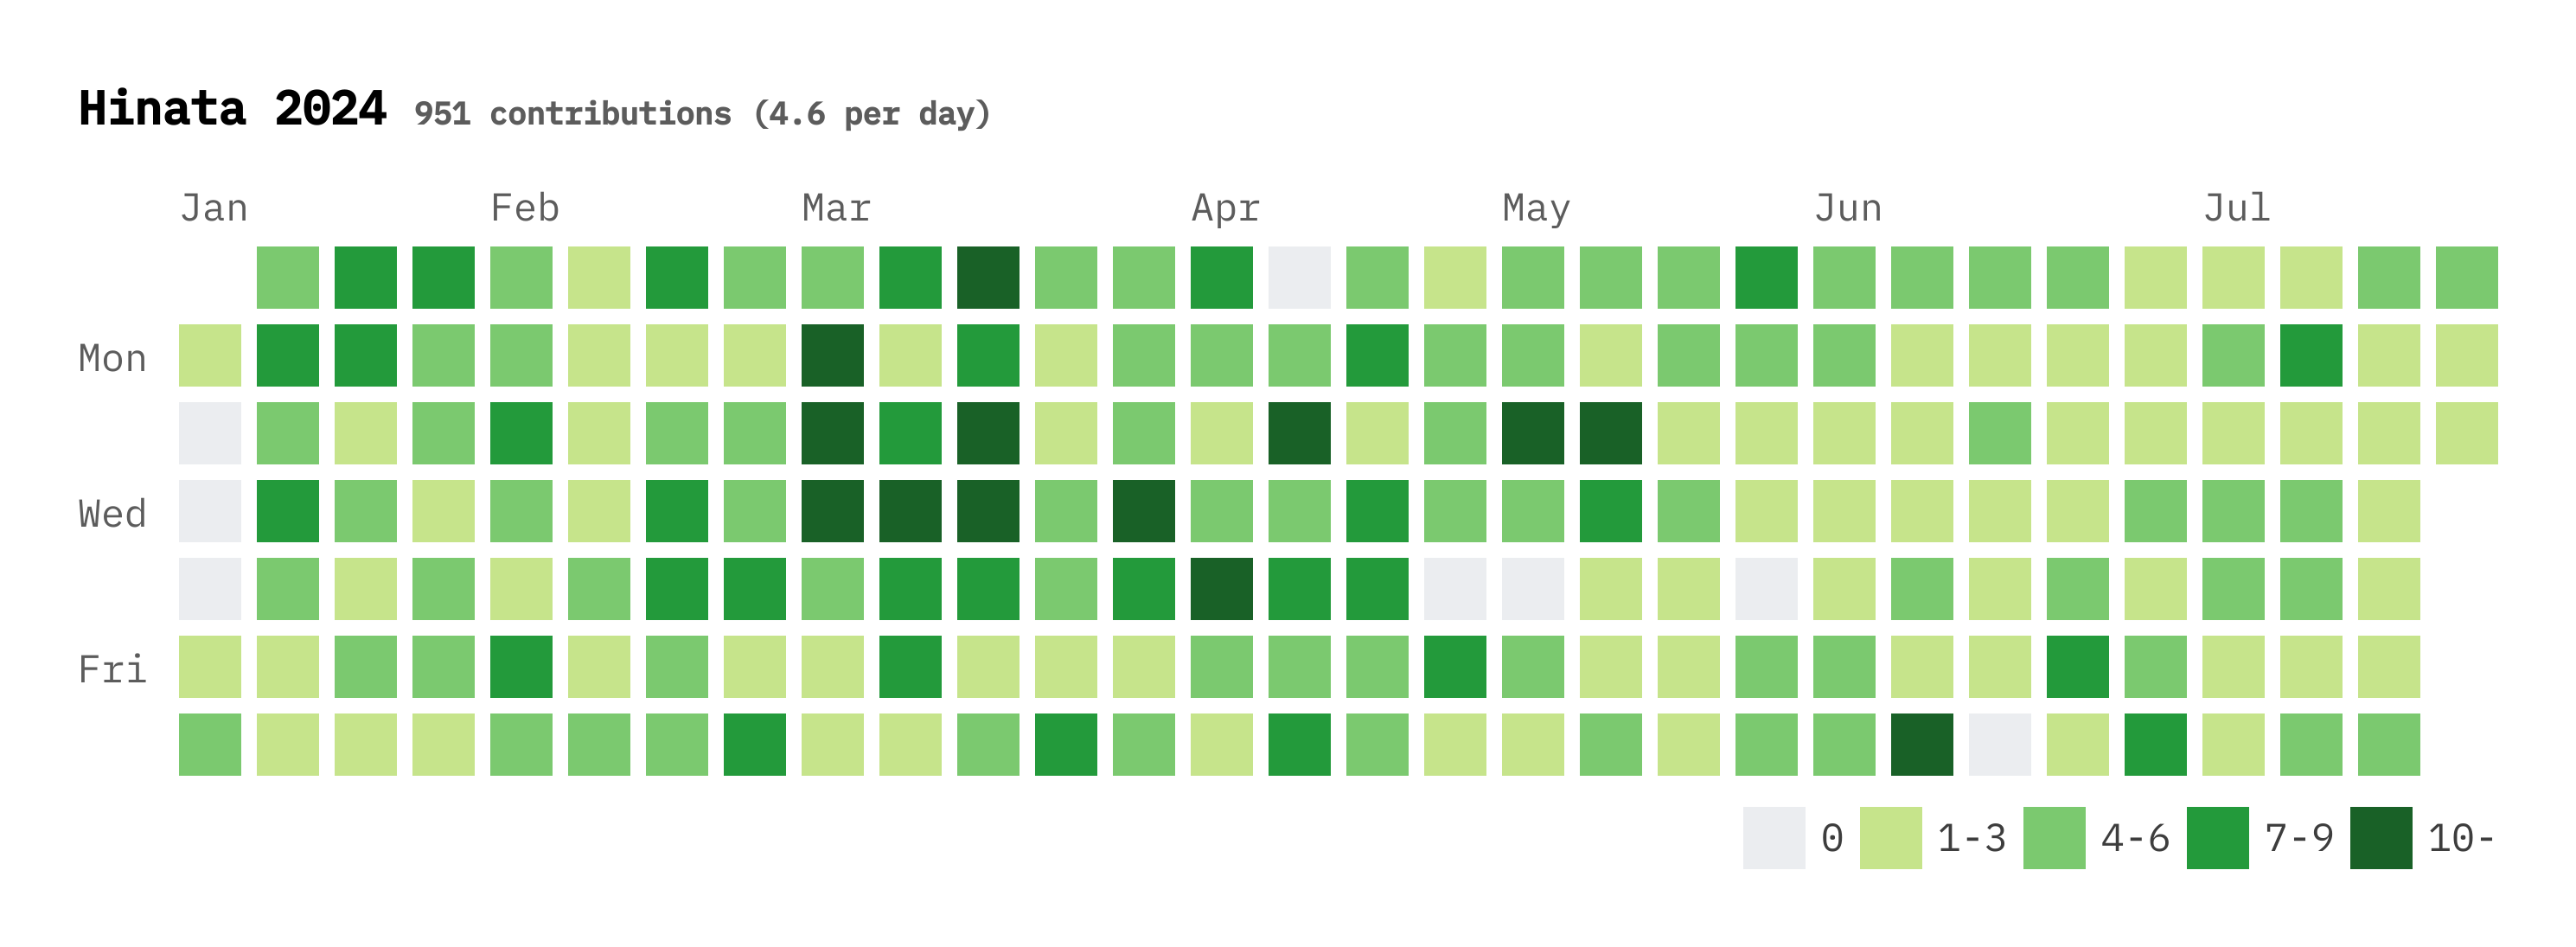 Hinata 2024 951 contributions (4.6 per day)
Jan Feb Mar Apr May Jun Jul
Mon
Wed
Fri
0 1-3 4-6 7-9 10-